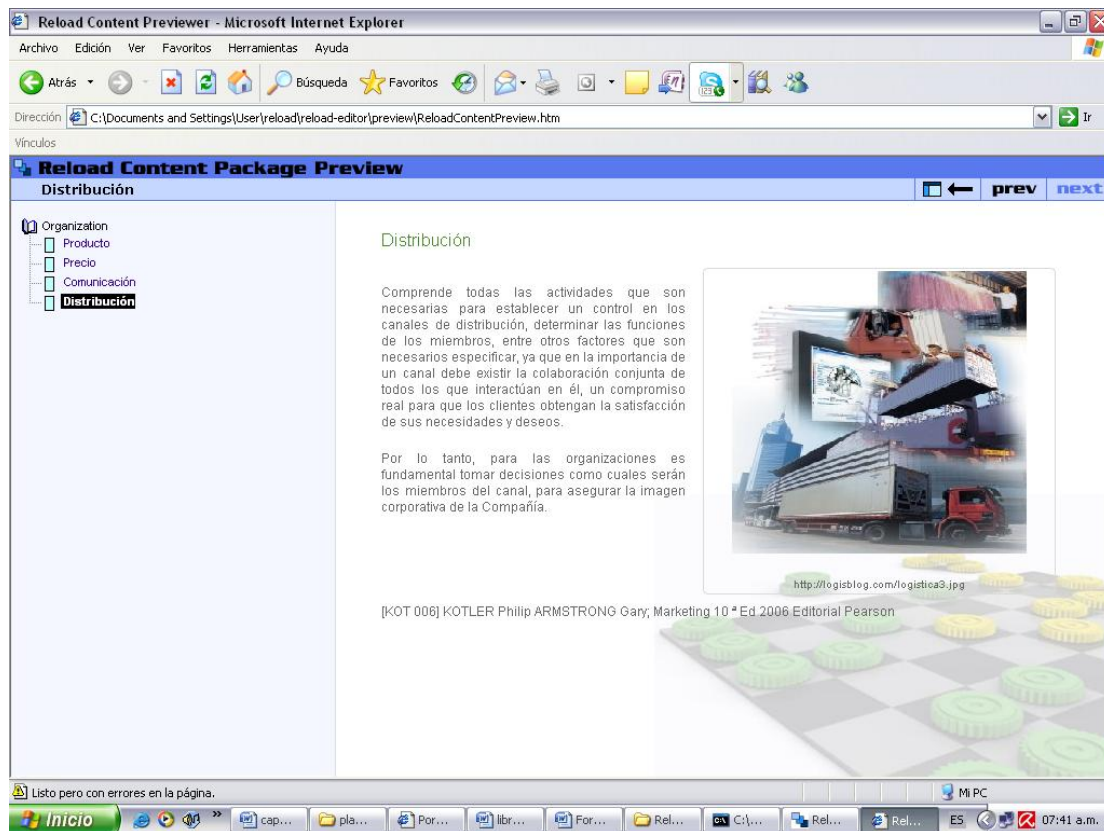 Reload Content Previewer - Microsoft Internet Explorer
Archivo Edición Ver Favoritos Herramientas Ayuda
Atrás Búsqueda Favoritos
Dirección C:\Documents and Settings\User\reload\reload-editor\preview\ReloadContentPreview.htm Ir
Vínculos
Reload Content Package Preview
Distribución prev next
Organization
Producto
Precio
Comunicación
Distribución
Distribución
Comprende todas las actividades que son
necesarias para establecer un control en los
canales de distribución, determinar las funciones
de los miembros, entre otros factores que son
necesarios especificar, ya que en la importancia de
un canal debe existir la colaboración conjunta de
todos los que interactúan en él, un compromiso
real para que los clientes obtengan la satisfacción
de sus necesidades y deseos.
Por lo tanto, para las organizaciones es
fundamental tomar decisiones como cuales serán
los miembros del canal, para asegurar la imagen
corporativa de la Compañía.
http://logisblog.com/logistica3.jpg
[KOT 006] KOTLER Philip ARMSTRONG Gary; Marketing 10 ª Ed 2006 Editorial Pearson
Listo pero con errores en la página. Mi PC
Inicio » cap... pla... Por... libr... For... Rel... C:\... Rel... Rel... ES 07:41 a.m.